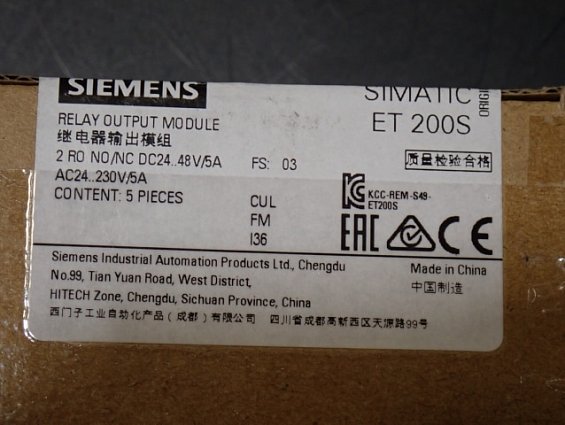 SIEMENS
SIMATIC
ET 200S
RELAY OUTPUT MODULE
继电器输出模组
2 RO NO/NC DC24..48V/5A FS: 03
AC24..230V/5A
CONTENT: 5 PIECES
CUL
FM
I36
质量检验合格
KCC-REM-S49-
ET200S
EAC CE
Siemens Industrial Automation Products Ltd., Chengdu
No.99, Tian Yuan Road, West District,
HITECH Zone, Chengdu, Sichuan Province, China
西门子工业自动化产品(成都)有限公司 四川省成都高新西区天源路99号
Made in China
中国制造